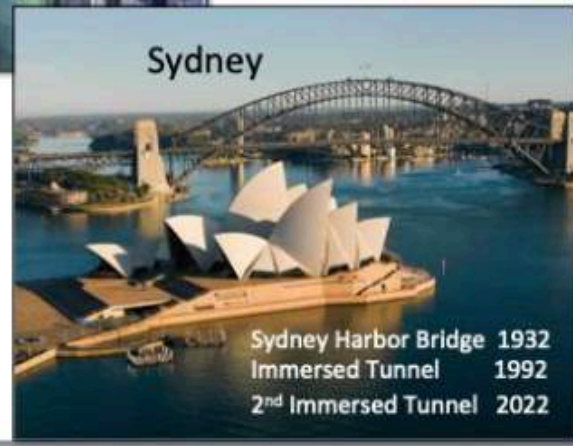 Sydney
Sydney Harbor Bridge 1932
Immersed Tunnel 1992
2nd Immersed Tunnel 2022